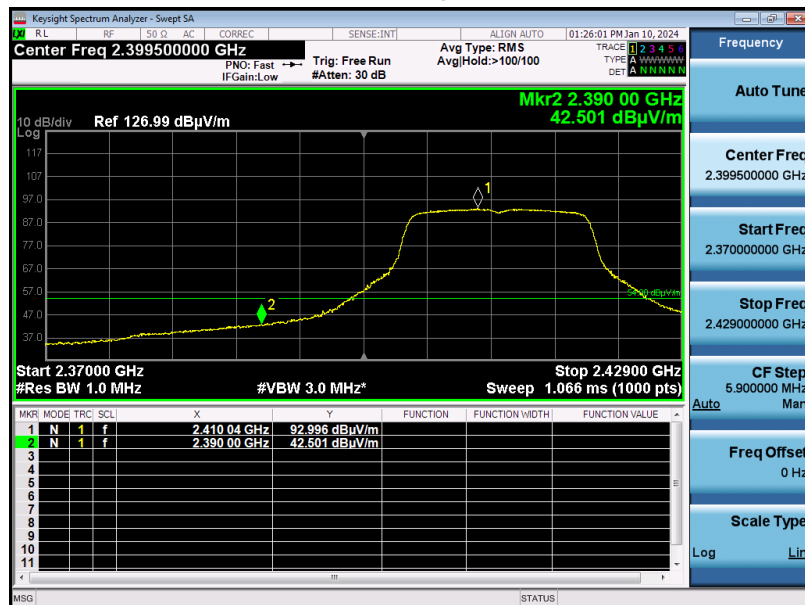 Keysight Spectrum Analyzer - Swept SA
LXI RL RF 50 Ω AC CORREC SENSE:INT ALIGN AUTO 01:26:01 PM Jan 10, 2024
Center Freq 2.399500000 GHz
PNO: Fast
IFGain:Low
Trig: Free Run
#Atten: 30 dB
Avg Type: RMS
Avg|Hold:>100/100
TRACE 1 2 3 4 5 6
TYPE A WWWWW
DET A N N N N N
Mkr2 2.390 00 GHz
42.501 dBµV/m
10 dB/div Ref 126.99 dBµV/m
Log
117
107
97.0
87.0
77.0
67.0
57.0
47.0
37.0
1
2
54.00 dBµV/m
Start 2.37000 GHz Stop 2.42900 GHz
#Res BW 1.0 MHz #VBW 3.0 MHz* Sweep 1.066 ms (1000 pts)
MKR MODE TRC SCL X Y FUNCTION FUNCTION WIDTH FUNCTION VALUE
1 N 1 f 2.410 04 GHz 92.996 dBµV/m
2 N 1 f 2.390 00 GHz 42.501 dBµV/m
3
4
5
6
7
8
9
10
11
MSG STATUS
Frequency
Auto Tune
Center Freq
2.399500000 GHz
Start Freq
2.370000000 GHz
Stop Freq
2.429000000 GHz
CF Step
5.900000 MHz
Auto Man
Freq Offset
0 Hz
Scale Type
Log Lin